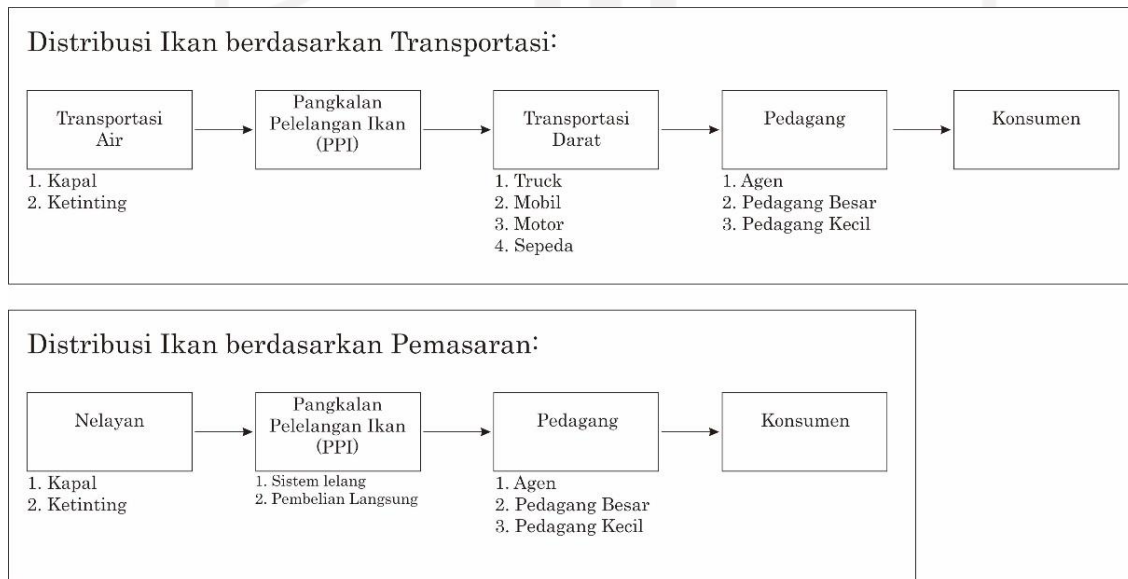 Distribusi Ikan berdasarkan Transportasi:
Transportasi
Air
1. Kapal
2. Ketinting
Pangkalan
Pelelangan Ikan
(PPI)
Transportasi
Darat
1. Truck
2. Mobil
3. Motor
4. Sepeda
Pedagang
1. Agen
2. Pedagang Besar
3. Pedagang Kecil
Konsumen
Distribusi Ikan berdasarkan Pemasaran:
Nelayan
1. Kapal
2. Ketinting
Pangkalan
Pelelangan Ikan
(PPI)
1. Sistem lelang
2. Pembelian Langsung
Pedagang
1. Agen
2. Pedagang Besar
3. Pedagang Kecil
Konsumen